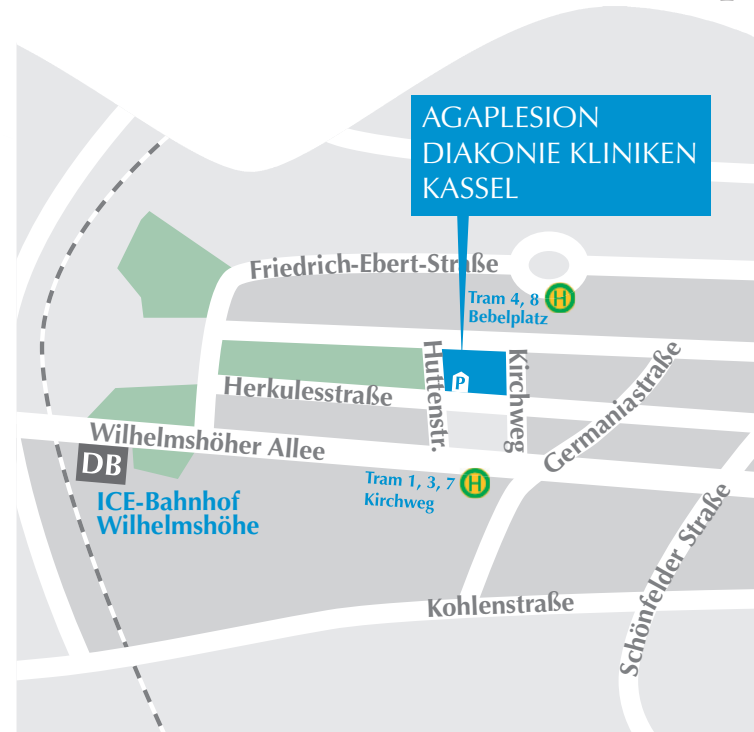 AGAPLESION
DIAKONIE KLINIKEN
KASSEL
Friedrich-Ebert-Straße
Tram 4, 8 H
Bebelplatz
Huttenstr.
Kirchweg
P
Herkulesstraße
Germaniastraße
Wilhelmshöher Allee
DB
ICE-Bahnhof
Wilhelmshöhe
Tram 1, 3, 7 H
Kirchweg
Schönfelder Straße
Kohlenstraße